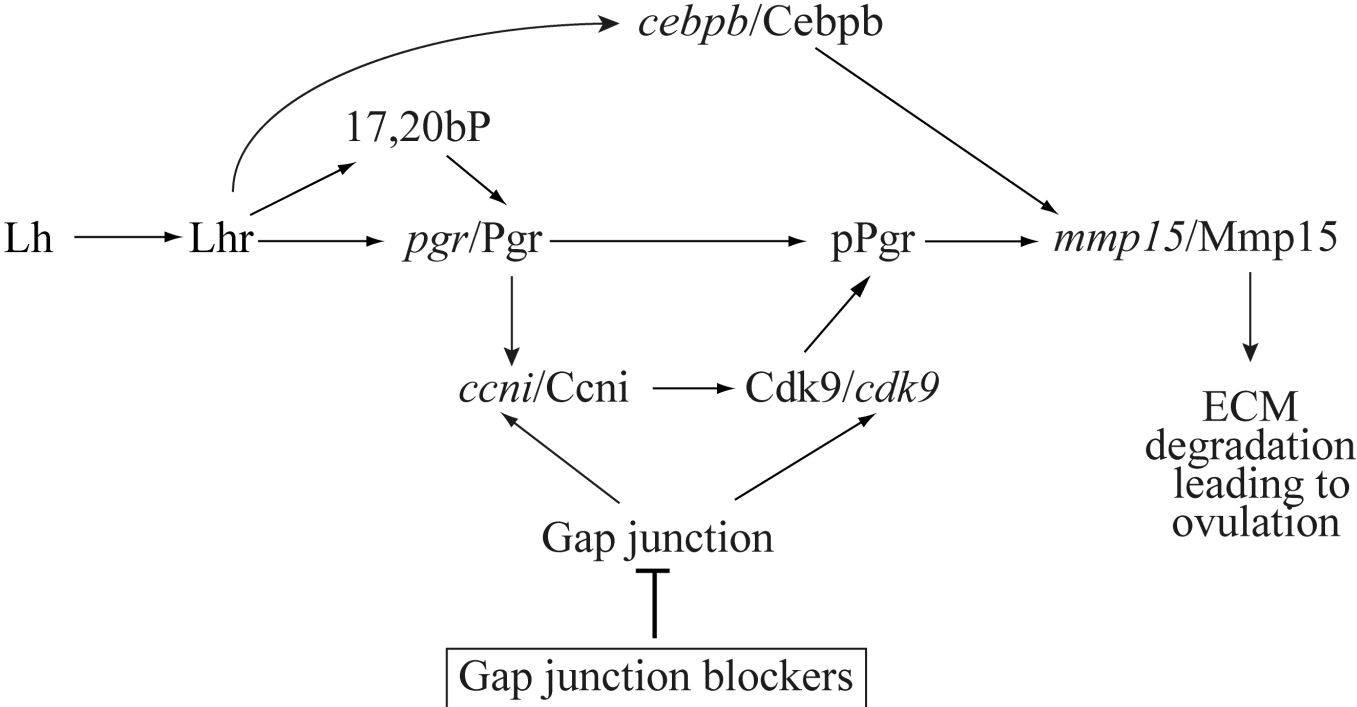 cebpb/Cebpb
17,20bP
Lh
Lhr
pgr/Pgr
pPgr
mmp15/Mmp15
ccni/Ccni
Cdk9/cdk9
ECM
degradation
leading to
ovulation
Gap junction
Gap junction blockers